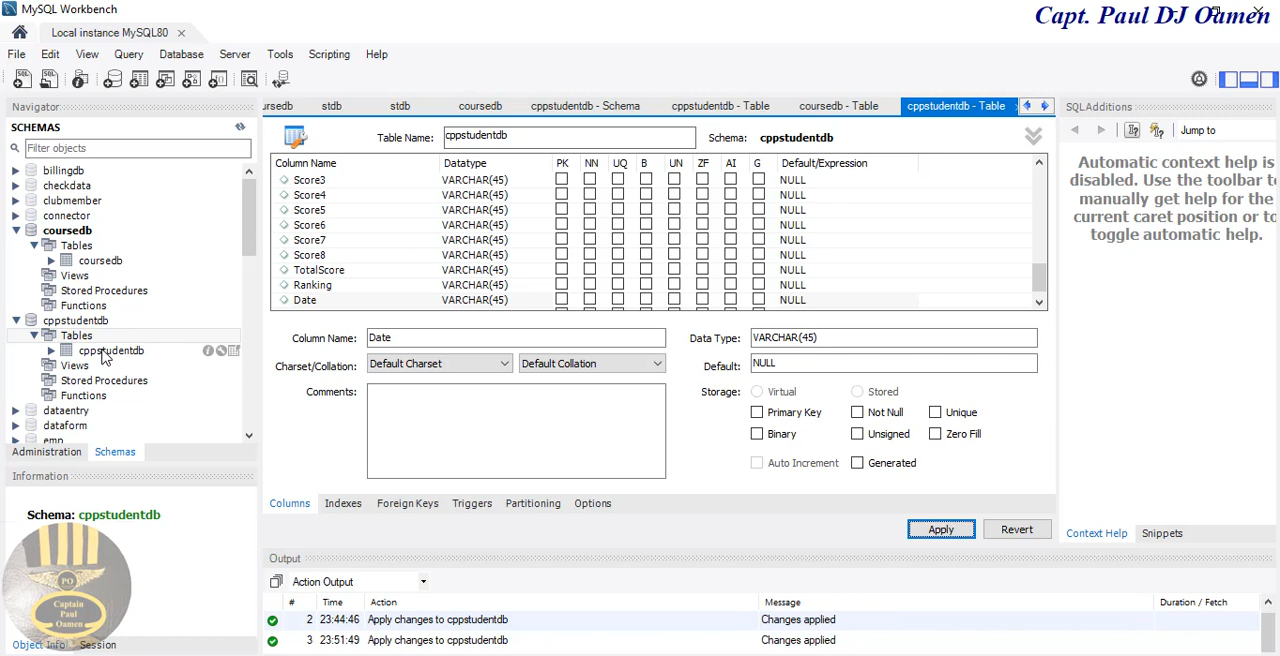 MySQL Workbench
Capt. Paul DJ Oamen
Local instance MySQL80
File Edit View Query Database Server Tools Scripting Help
Navigator
SCHEMAS
Filter objects
billingdb
checkdata
clubmember
connector
coursedb
Tables
coursedb
Views
Stored Procedures
Functions
cppstudentdb
Tables
cppstudentdb
Views
Stored Procedures
Functions
dataentry
dataform
emp
Administration Schemas
Information
Schema: cppstudentdb
PO
Captain
Paul
Oamen
Object Info Session
ursedb stdb stdb coursedb cppstudentdb - Schema cppstudentdb - Table coursedb - Table cppstudentdb - Table
Table Name: cppstudentdb Schema: cppstudentdb
Column Name Datatype PK NN UQ B UN ZF AI G Default/Expression
Score3 VARCHAR(45) NULL
Score4 VARCHAR(45) NULL
Score5 VARCHAR(45) NULL
Score6 VARCHAR(45) NULL
Score7 VARCHAR(45) NULL
Score8 VARCHAR(45) NULL
TotalScore VARCHAR(45) NULL
Ranking VARCHAR(45) NULL
Date VARCHAR(45) NULL
Column Name: Date Data Type: VARCHAR(45)
Charset/Collation: Default Charset Default Collation Default: NULL
Comments: Storage: Virtual Stored
Primary Key Not Null Unique
Binary Unsigned Zero Fill
Auto Increment Generated
Columns Indexes Foreign Keys Triggers Partitioning Options
Apply Revert
Output
Action Output
# Time Action Message Duration / Fetch
2 23:44:46 Apply changes to cppstudentdb Changes applied
3 23:51:49 Apply changes to cppstudentdb Changes applied
SQLAdditions
Jump to
Automatic context help is
disabled. Use the toolbar to
manually get help for the
current caret position or to
toggle automatic help.
Context Help Snippets